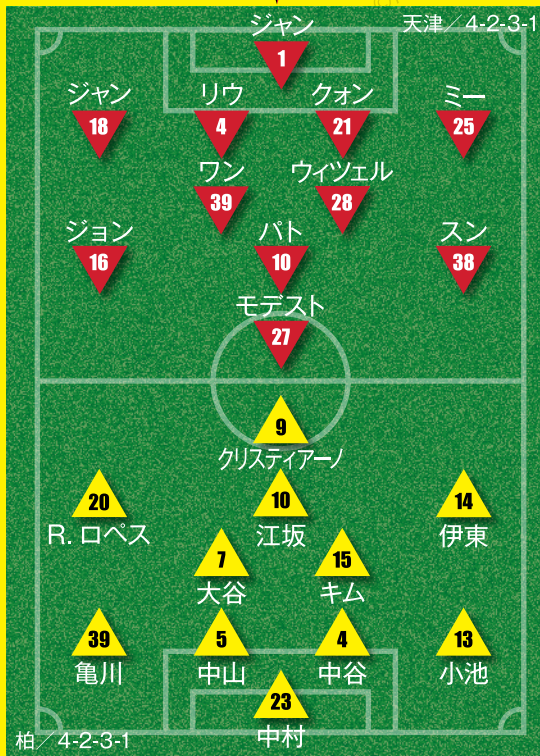 天津／4-2-3-1
ジャン
1
ジャン リウ クォン ミー
18 4 21 25
ワン ウィツェル
39 28
ジョン パト スン
16 10 38
モデスト
27
9
クリスティアーノ
20 10 14
R. ロペス 江坂 伊東
7 15
大谷 キム
39 5 4 13
亀川 中山 中谷 小池
23
中村
柏／4-2-3-1